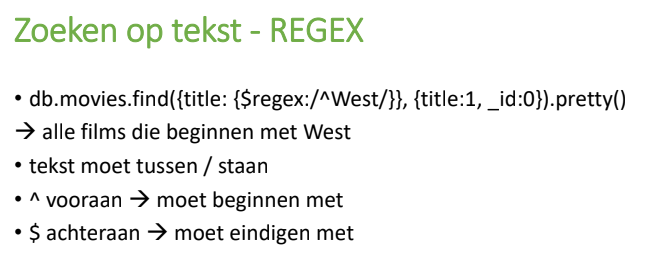 Zoeken op tekst - REGEX
• db.movies.find({title: {$regex:/^West/}}, {title:1, _id:0}).pretty()
→ alle films die beginnen met West
• tekst moet tussen / staan
• ^ vooraan → moet beginnen met
• $ achteraan → moet eindigen met